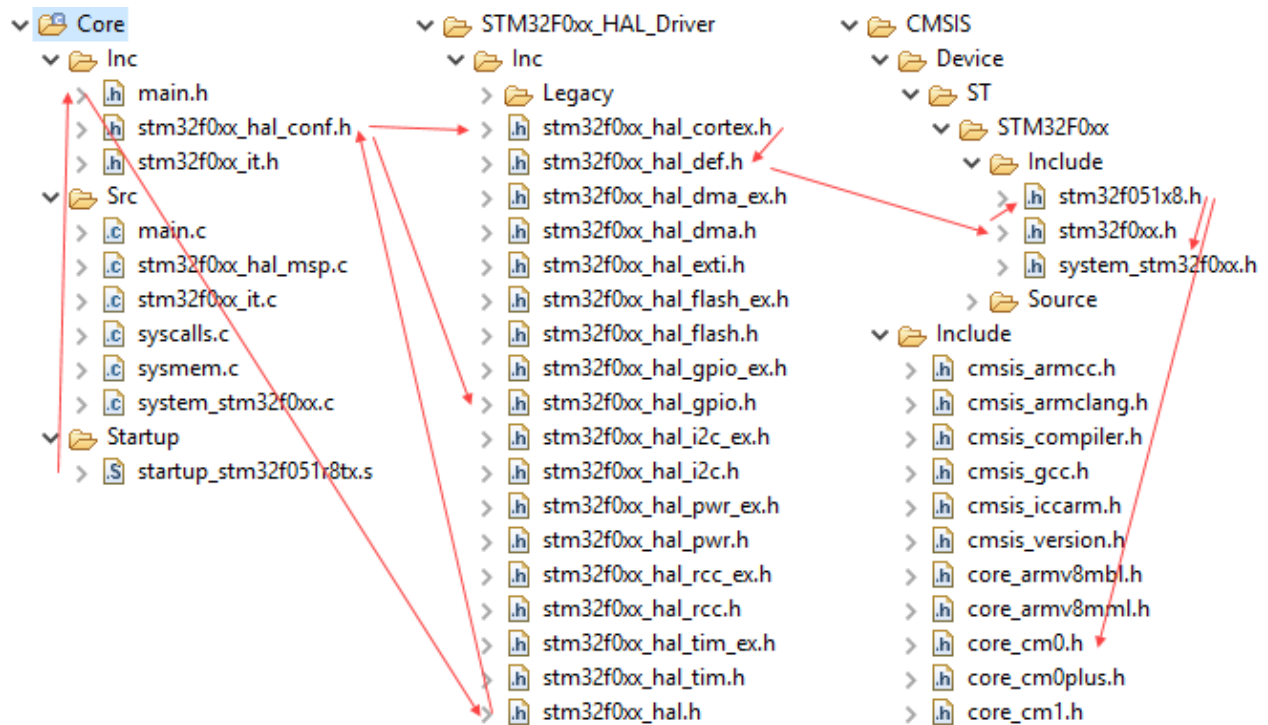 Core
Inc
main.h
stm32f0xx_hal_conf.h
stm32f0xx_it.h
Src
main.c
stm32f0xx_hal_msp.c
stm32f0xx_it.c
syscalls.c
sysmem.c
system_stm32f0xx.c
Startup
startup_stm32f051r8tx.s
STM32F0xx_HAL_Driver
Inc
Legacy
stm32f0xx_hal_cortex.h
stm32f0xx_hal_def.h
stm32f0xx_hal_dma_ex.h
stm32f0xx_hal_dma.h
stm32f0xx_hal_exti.h
stm32f0xx_hal_flash_ex.h
stm32f0xx_hal_flash.h
stm32f0xx_hal_gpio_ex.h
stm32f0xx_hal_gpio.h
stm32f0xx_hal_i2c_ex.h
stm32f0xx_hal_i2c.h
stm32f0xx_hal_pwr_ex.h
stm32f0xx_hal_pwr.h
stm32f0xx_hal_rcc_ex.h
stm32f0xx_hal_rcc.h
stm32f0xx_hal_tim_ex.h
stm32f0xx_hal_tim.h
stm32f0xx_hal.h
CMSIS
Device
ST
STM32F0xx
Include
stm32f051x8.h
stm32f0xx.h
system_stm32f0xx.h
Source
Include
cmsis_armcc.h
cmsis_armclang.h
cmsis_compiler.h
cmsis_gcc.h
cmsis_iccarm.h
cmsis_version.h
core_armv8mbl.h
core_armv8mml.h
core_cm0.h
core_cm0plus.h
core_cm1.h